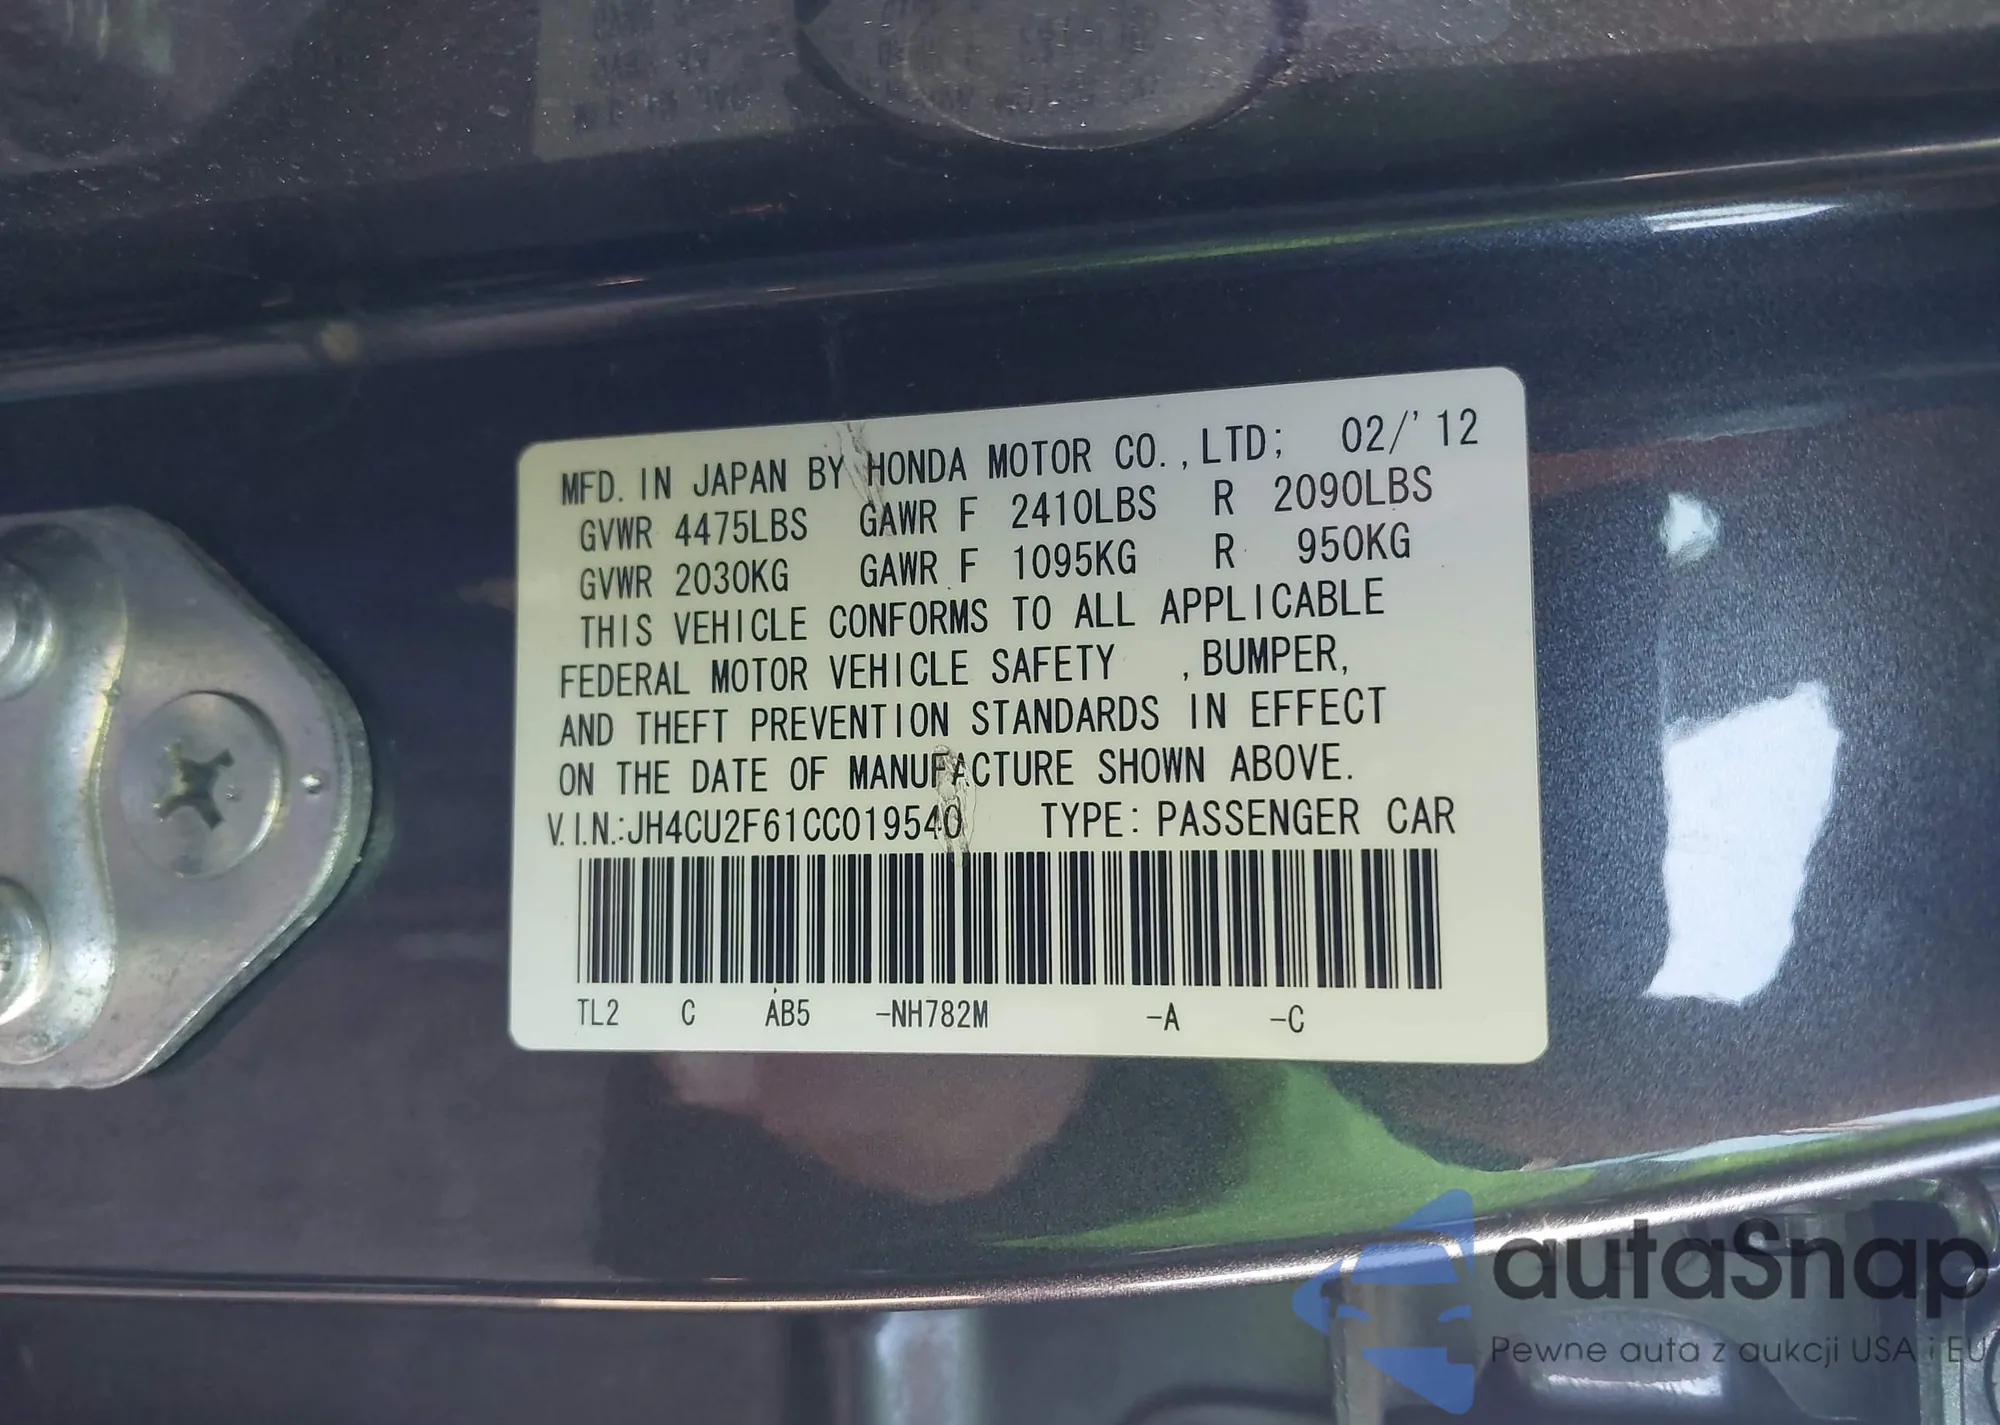 MFD. IN JAPAN BY HONDA MOTOR CO.,LTD; 02/'12
GVWR 4475LBS GAWR F 2410LBS R 2090LBS
GVWR 2030KG GAWR F 1095KG R 950KG
THIS VEHICLE CONFORMS TO ALL APPLICABLE
FEDERAL MOTOR VEHICLE SAFETY ,BUMPER,
AND THEFT PREVENTION STANDARDS IN EFFECT
ON THE DATE OF MANUFACTURE SHOWN ABOVE.
V.I.N.:JH4CU2F61CC019540 TYPE: PASSENGER CAR
TL2 C AB5 -NH782M -A -C
autaSnap
Pewne auta z aukcji USA i EU